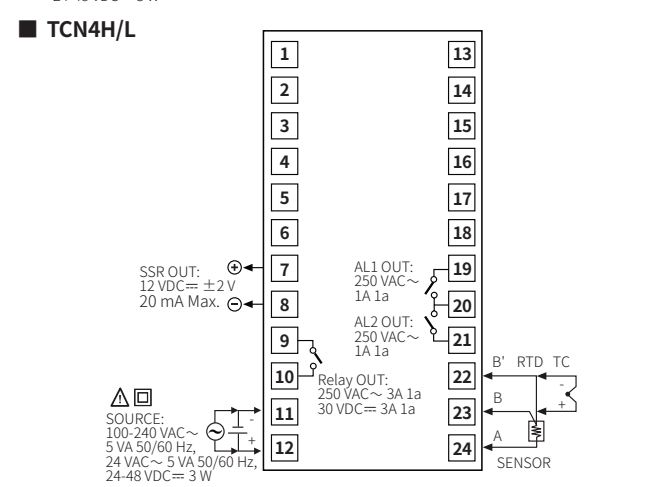 ■ TCN4H/L
1
2
3
4
5
6
7
8
9
10
11
12
13
14
15
16
17
18
19
20
21
22
23
24
SSR OUT:
12 VDC⎓ ±2 V
20 mA Max.
+
-
AL1 OUT:
250 VAC～
1A 1a
AL2 OUT:
250 VAC～
1A 1a
Relay OUT:
250 VAC～ 3A 1a
30 VDC⎓ 3A 1a
SOURCE:
100-240 VAC～
5 VA 50/60 Hz,
24 VAC～ 5 VA 50/60 Hz,
24-48 VDC⎓ 3 W
-
+
B' RTD TC
B
A
-
+
SENSOR